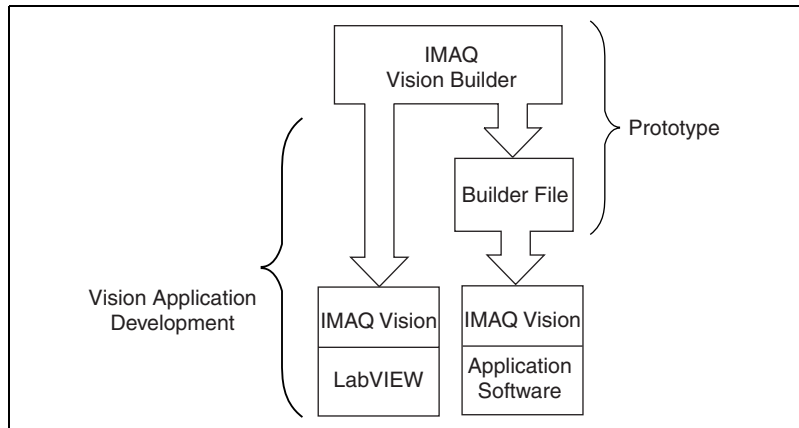 IMAQ
Vision Builder
Prototype
Builder File
Vision Application
Development
IMAQ Vision
LabVIEW
IMAQ Vision
Application
Software